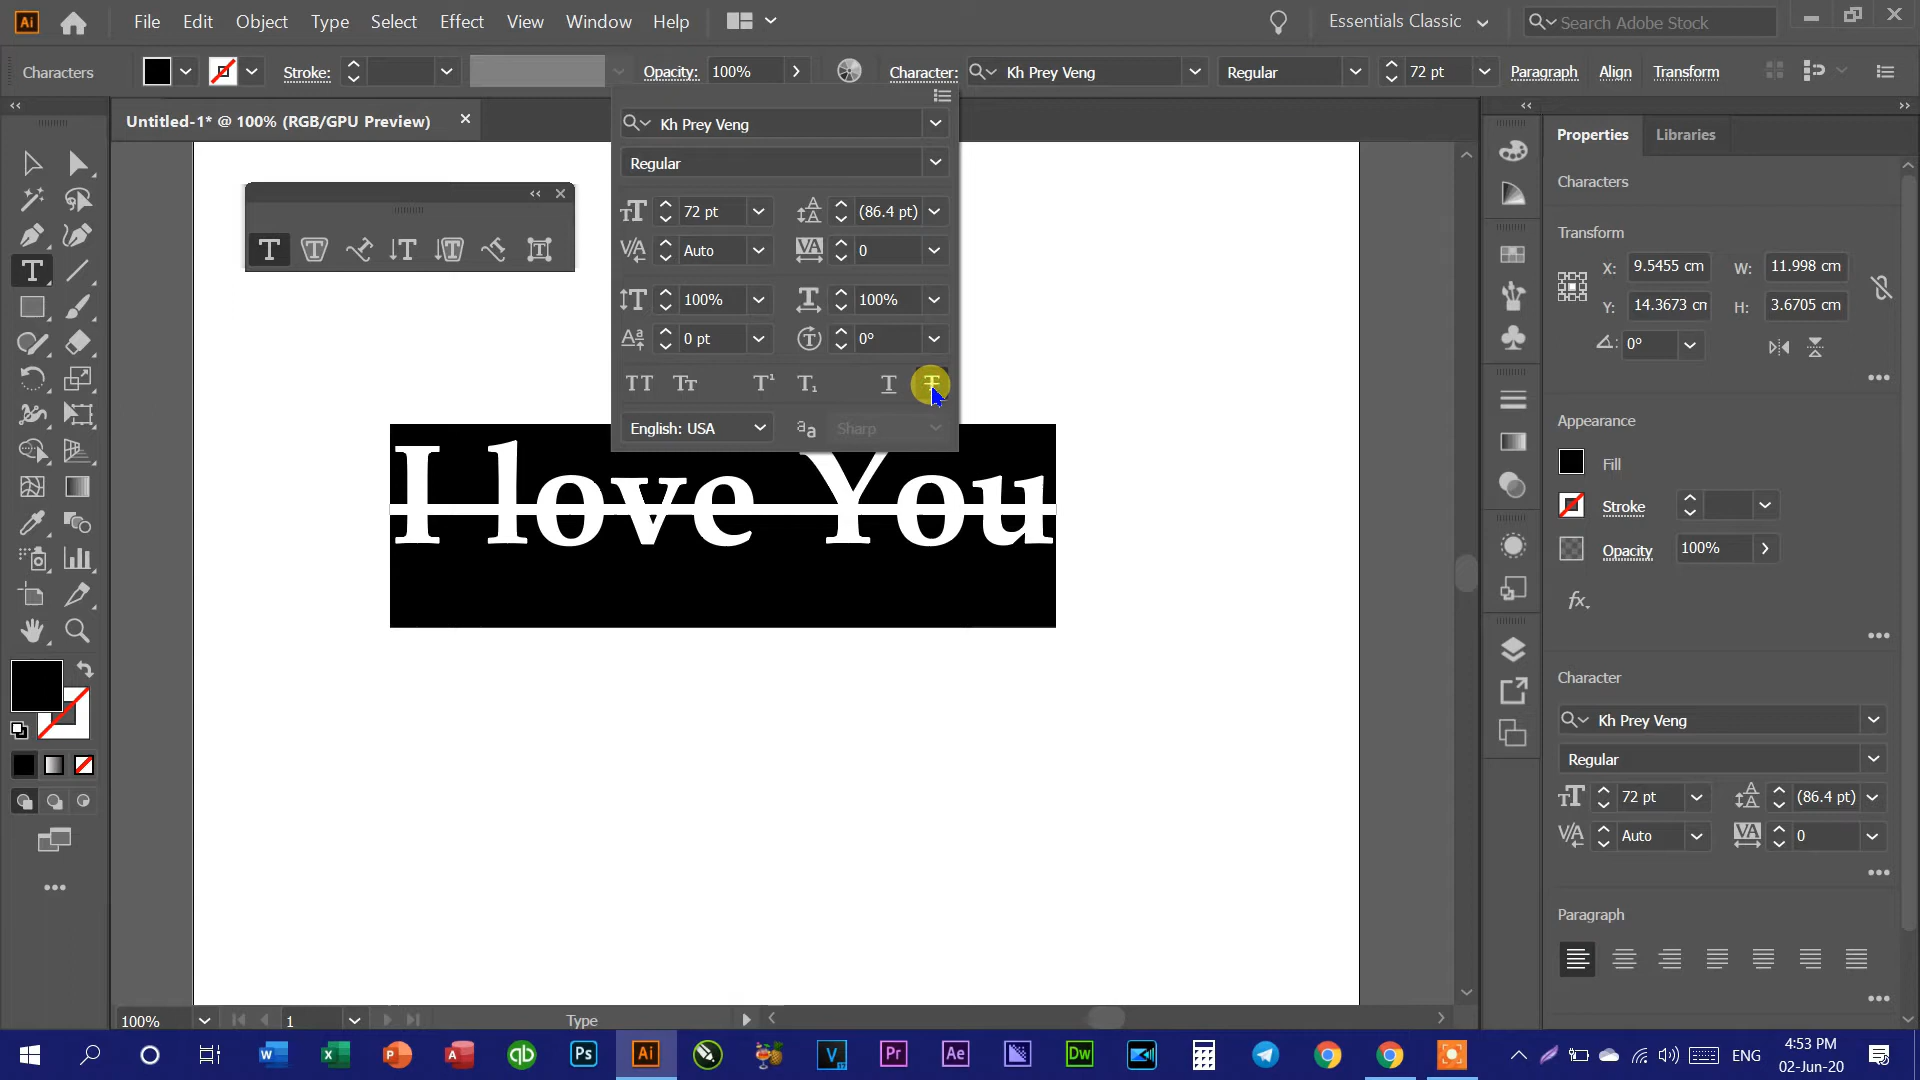 Ai File Edit Object Type Select Effect View Window Help Essentials Classic Search Adobe Stock
Characters Stroke: Opacity: 100% Character: Kh Prey Veng Regular 72 pt Paragraph Align Transform
Untitled-1* @ 100% (RGB/GPU Preview)
Kh Prey Veng
Regular
72 pt (86.4 pt)
Auto 0
100% 100%
0 pt 0°
English: USA Sharp
I love You
Properties Libraries
Characters
Transform
X: 9.5455 cm W: 11.998 cm
Y: 14.3673 cm H: 3.6705 cm
0°
Appearance
Fill
Stroke
Opacity 100%
fx
Character
Kh Prey Veng
Regular
72 pt (86.4 pt)
Auto 0
Paragraph
100% 1 Type
Ps Ai Pr Ae Dw ENG 4:53 PM
02-Jun-20